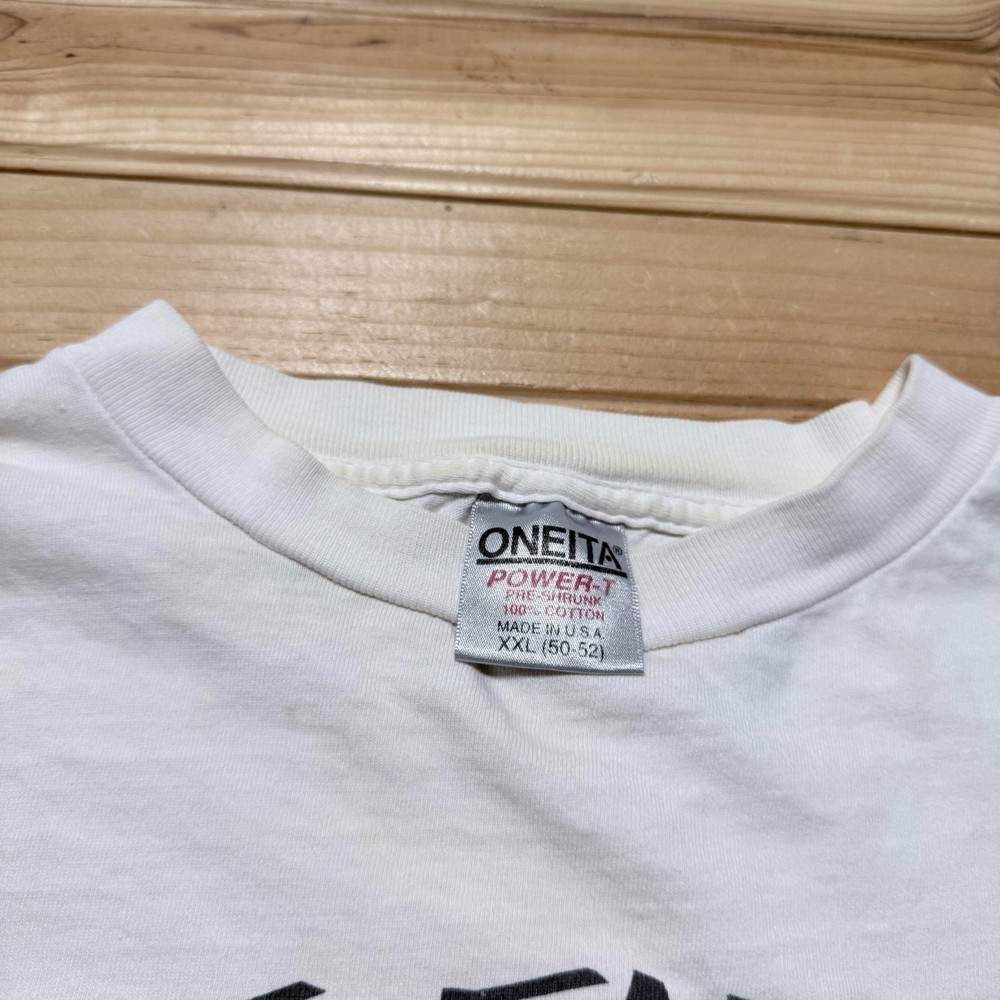 ONEITA®
POWER-T
PRE-SHRUNK
100% COTTON
MADE IN U.S.A.
XXL (50-52)